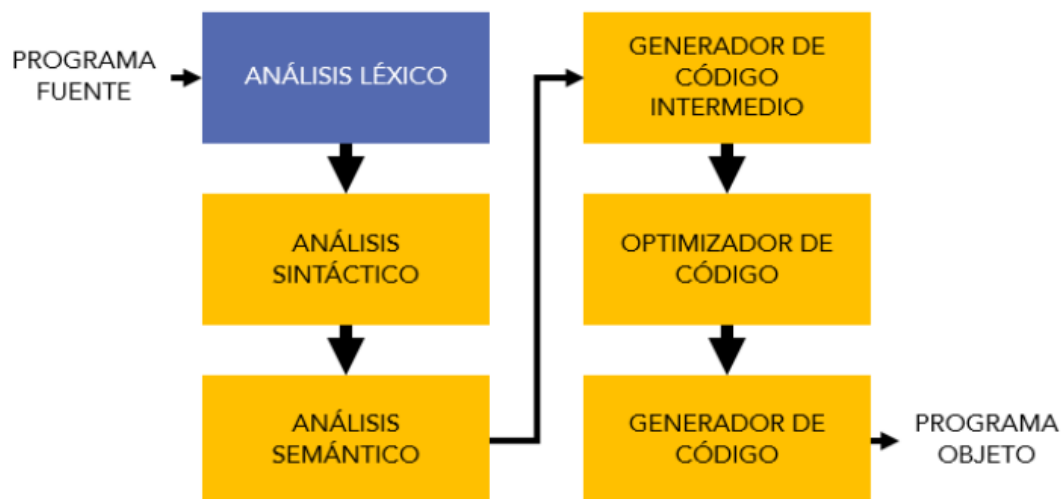 PROGRAMA
FUENTE
ANÁLISIS LÉXICO
ANÁLISIS
SINTÁCTICO
ANÁLISIS
SEMÁNTICO
GENERADOR DE
CÓDIGO
INTERMEDIO
OPTIMIZADOR DE
CÓDIGO
GENERADOR DE
CÓDIGO
PROGRAMA
OBJETO